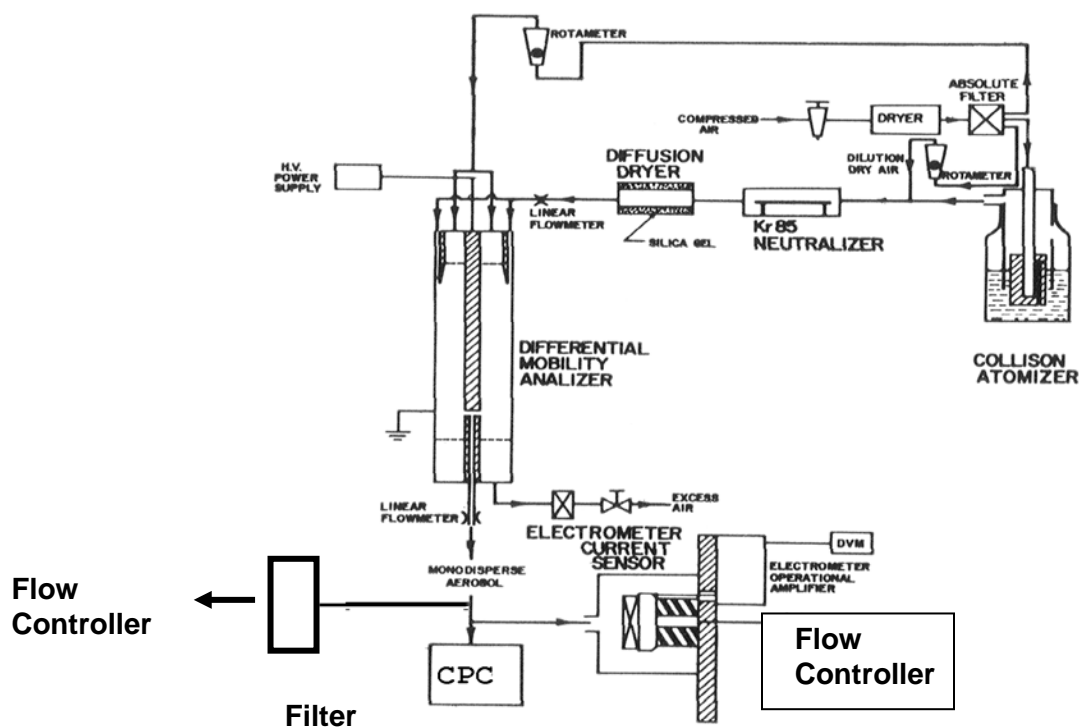 ROTAMETER
ABSOLUTE
FILTER
COMPRESSED
AIR
DRYER
DIFFUSION
DRYER
DILUTION
DRY AIR
ROTAMETER
H.V.
POWER
SUPPLY
LINEAR
FLOWMETER
SILICA GEL
Kr 85
NEUTRALIZER
DIFFERENTIAL
MOBILITY
ANALIZER
COLLISON
ATOMIZER
LINEAR
FLOWMETER
EXCESS
AIR
ELECTROMETER
CURRENT
SENSOR
DVM
MONODISPERSE
AEROSOL
ELECTROMETER
OPERATIONAL
AMPLIFIER
Flow
Controller
Flow
Controller
CPC
Filter